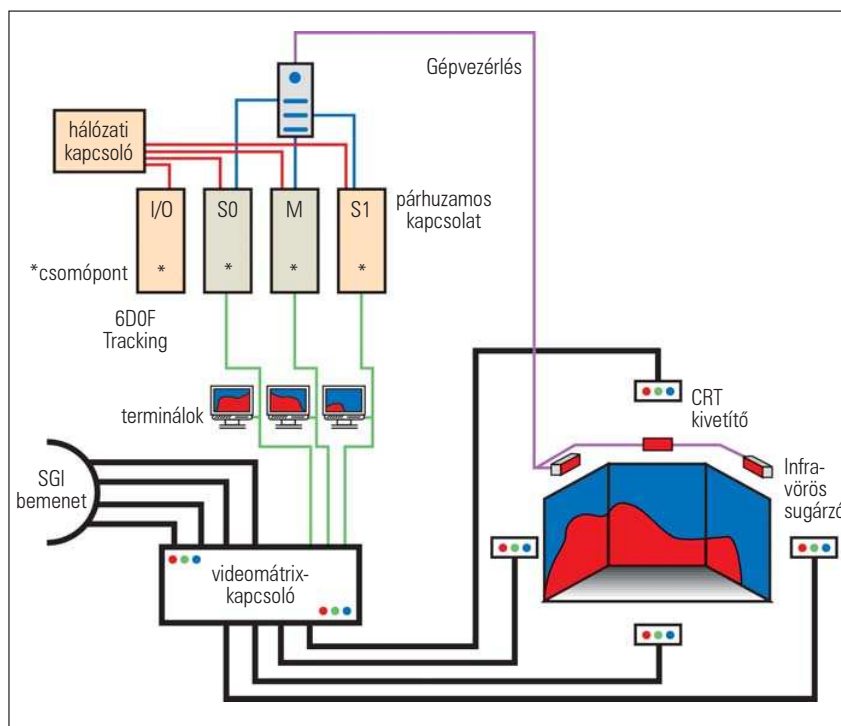 Gépvezérlés
hálózati
kapcsoló
I/O
S0
M
S1
párhuzamos
kapcsolat
*csomópont
*
*
*
*
6D0F
Tracking
terminálok
CRT
kivetítő
SGI
bemenet
Infra-
vörös
sugárzó
videomátrix-
kapcsoló